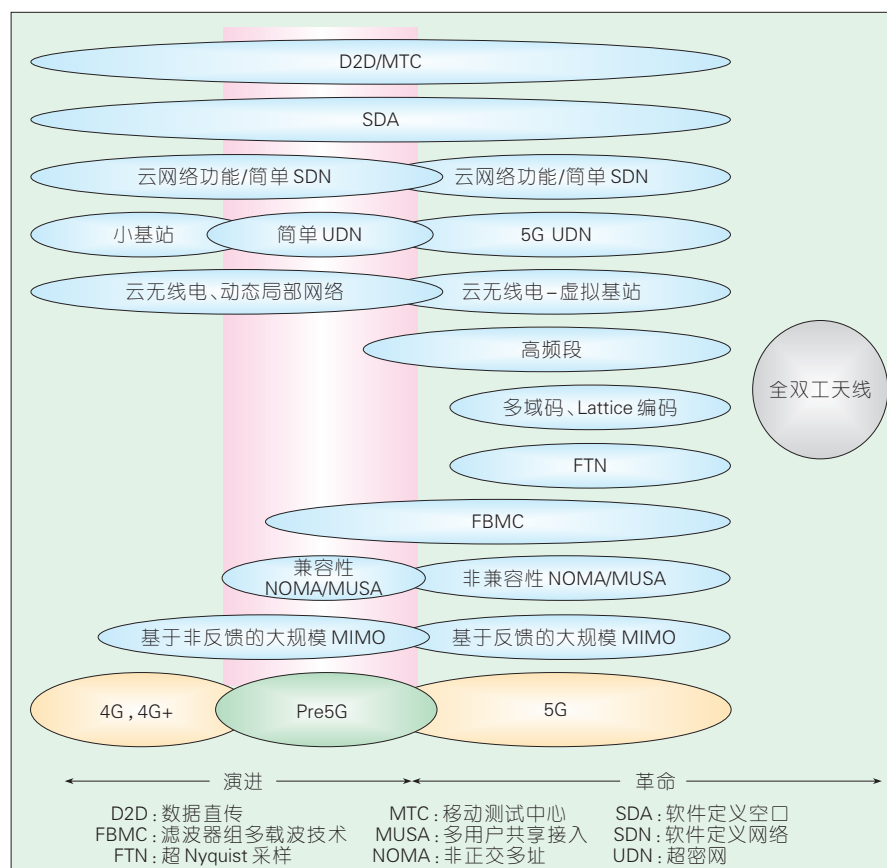 D2D/MTC
SDA
云网络功能/简单 SDN 云网络功能/简单 SDN
小基站 简单 UDN 5G UDN
云无线电、动态局部网络 云无线电-虚拟基站
高频段
全双工天线
多域码、Lattice 编码
FTN
FBMC
兼容性
NOMA/MUSA 非兼容性 NOMA/MUSA
基于非反馈的大规模 MIMO 基于反馈的大规模 MIMO
4G , 4G+ Pre5G 5G
演进 革命
D2D : 数据直传 MTC : 移动测试中心 SDA : 软件定义空口
FBMC : 滤波器组多载波技术 MUSA : 多用户共享接入 SDN : 软件定义网络
FTN : 超 Nyquist 采样 NOMA : 非正交多址 UDN : 超密网